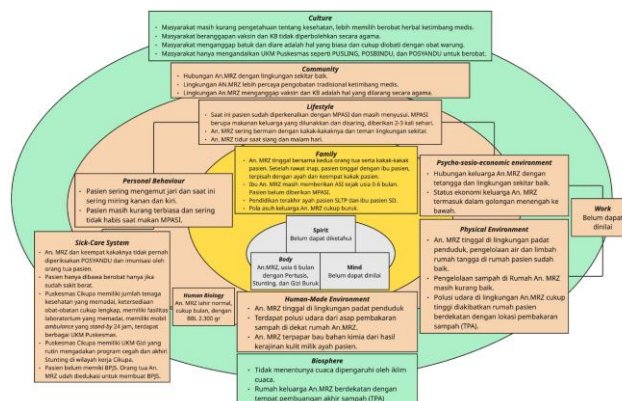 Culture
- Masyarakat masih kurang pengetahuan tentang kesehatan, lebih memilih berobat herbal ketimbang medis.
- Masyarakat beranggapan vaksin dan KB tidak diperbolehkan secara agama.
- Masyarakat menganggap batuk dan diare adalah hal yang biasa dan cukup diobati dengan obat warung.
- Masyarakat hanya mengandalkan UKM Puskesmas seperti PUSLING, POSBINDU, dan POSYANDU untuk berobat.
Community
- Hubungan An.MRZ dengan lingkungan sekitar baik.
- Lingkungan AN.MRZ lebih percaya pengobatan tradisional ketimbang medis.
- Lingkungan An.MRZ menganggap vaksin dan KB adalah hal yang dilarang secara agama.
Lifestyle
- Saat ini pasien sudah diperkenalkan dengan MPASI dan masih menyusui. MPASI
berupa makanan keluarga yang dilunakkan dan disaring, diberikan 2-3 kali sehari.
- An. MRZ sering bermain dengan kakak-kakaknya dan teman lingkungan sekitar.
- An. MRZ tidur saat siang dan malam hari.
Family
- An. MRZ tinggal bersama kedua orang tua serta kakak-kakak
pasien. Setelah rawat inap, pasien tinggal dengan ibu pasien,
terpisah dengan ayah dan keempat kakak pasien.
- Ibu An.MRZ masih memberikan ASI sejak usia 0-6 bulan.
Pasien belum diberikan MPASI.
- Pendidikan terakhir ayah pasien SLTP dan ibu pasien SD.
- Pola asuh keluarga An.MRZ cukup buruk.
Personal Behaviour
- Pasien sering mengemut jari dan saat ini
sering miring kanan dan kiri.
- Pasien masih kurang terbiasa dan sering
tidak habis saat makan MPASI.
Psycho-sosio-economic environment
- Hubungan keluarga An.MRZ dengan
tetangga dan lingkungan sekitar baik.
- Status ekonomi keluarga An.MRZ
termasuk dalam golongan menengah ke
bawah.
Work
Belum dapat
dinilai
Spirit
Belum dapat diketahui
Body
An.MRZ, usia 6 bulan
dengan Pertusis,
Stunting, dan Gizi Buruk
Mind
Belum dapat dinilai
Sick-Care System
- An. MRZ dan keempat kakaknya tidak pernah
diperiksakan POSYANDU dan imunisasi oleh
orang tua pasien.
- Pasien hanya dibawa berobat hanya jika
sudah sakit berat.
- Puskesmas Cikupa memiliki jumlah tenaga
kesehatan yang memadai, ketersediaan
obat-obatan cukup lengkap, memiliki fasilitas
laboratorium yang memadai, memiliki mobil
ambulance yang stand-by 24 jam, terdapat
berbagai UKM Puskesmas.
- Puskesmas Cikupa memiliki UKM Gizi yang
rutin mengadakan program cegah dan akhiri
Stunting di wilayah kerja Cikupa.
- Pasien belum memiliki BPJS. Orang tua An.
MRZ udah diedukasi untuk membuat BPJS.
Human Biology
An. MRZ lahir normal,
cukup bulan, dengan
BBL 2.300 gr
Physical Environment
- An. MRZ tinggal di lingkungan padat
penduduk, pengelolaan air dan limbah
rumah tangga di rumah pasien sudah
baik.
- Pengelolaan sampah di Rumah An. MRZ
masih kurang baik.
- Polusi udara di lingkungan An.MRZ cukup
tinggi diakibatkan rumah pasien
berdekatan dengan lokasi pembakaran
sampah (TPA).
Human-Made Environment
- An. MRZ tinggal di lingkungan padat penduduk
- Terdapat polusi udara dari asap pembakaran
sampah di dekat rumah An.MRZ.
- An. MRZ terpapar bau bahan kimia dari hasil
kerajinan kulit milik ayah pasien.
Biosphere
- Tidak menentunya cuaca dipengaruhi oleh iklim
cuaca.
- Rumah keluarga An.MRZ berdekatan dengan
tempat pembuangan akhir sampah (TPA)